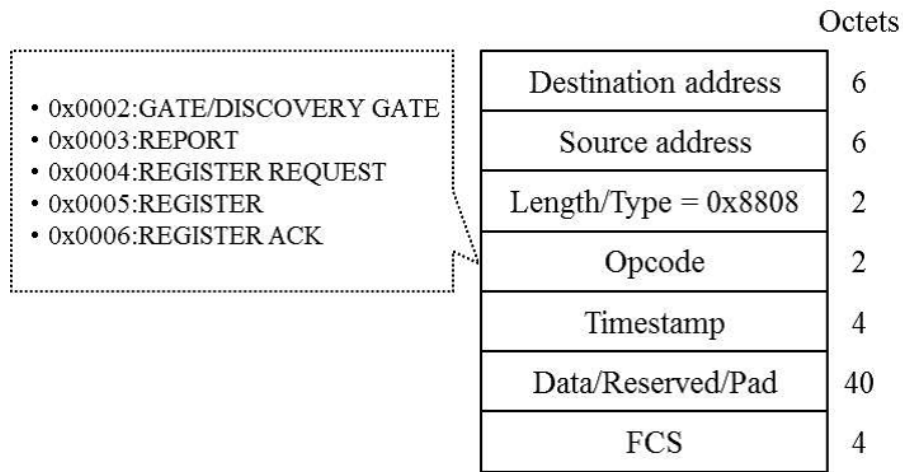 Octets
• 0x0002:GATE/DISCOVERY GATE
• 0x0003:REPORT
• 0x0004:REGISTER REQUEST
• 0x0005:REGISTER
• 0x0006:REGISTER ACK
Destination address 6
Source address 6
Length/Type = 0x8808 2
Opcode 2
Timestamp 4
Data/Reserved/Pad 40
FCS 4